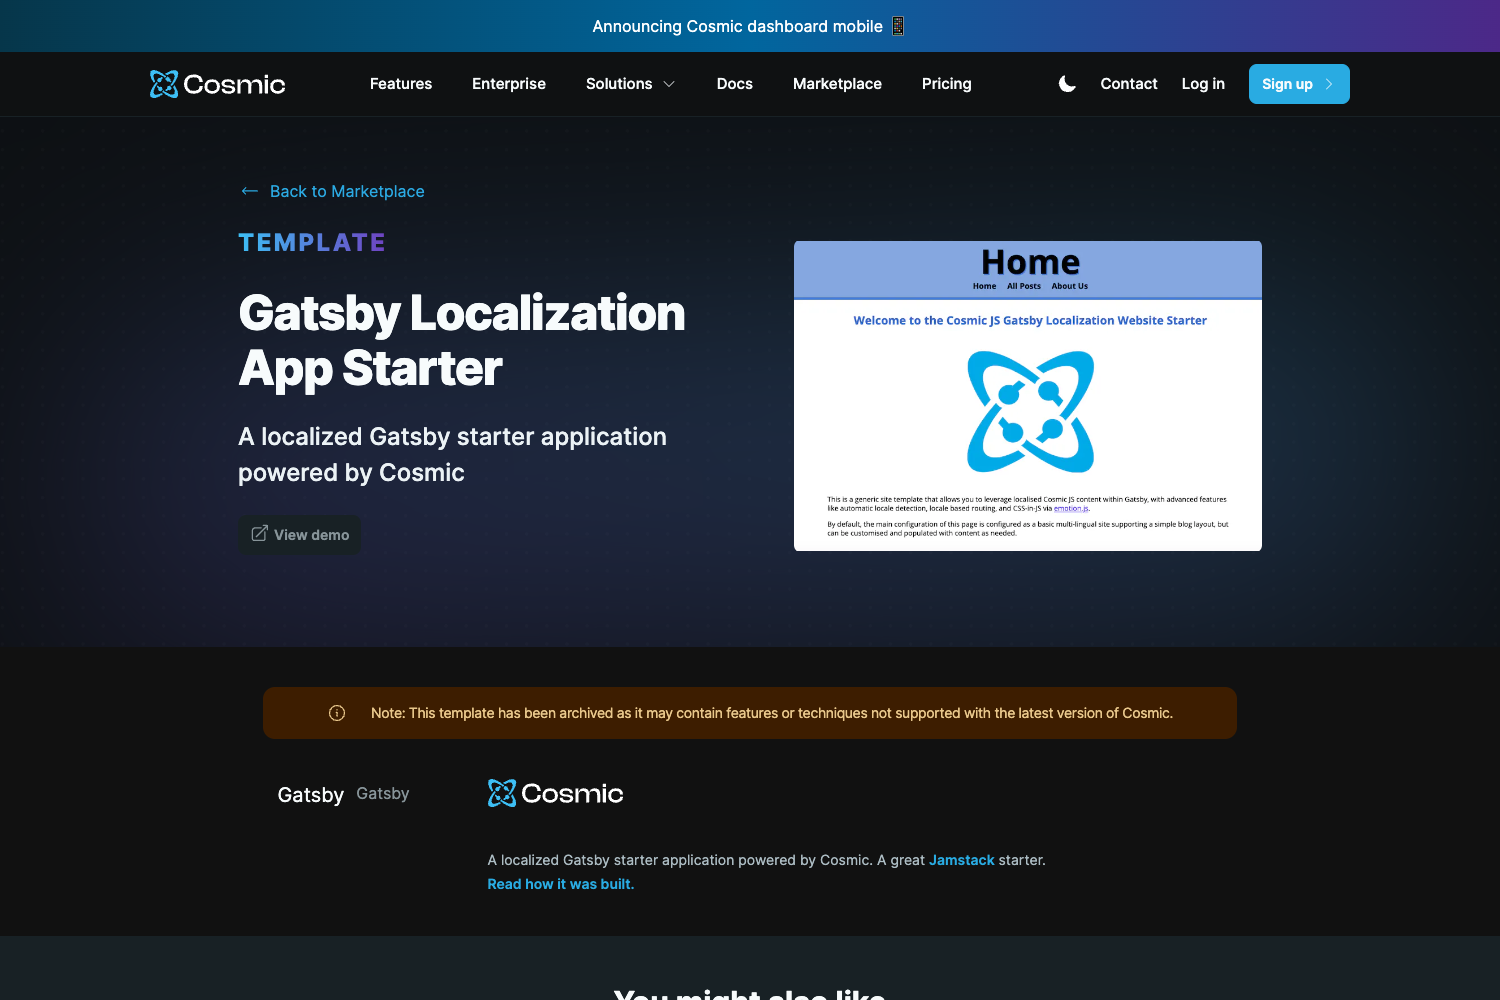 Announcing Cosmic dashboard mobile 📱
Cosmic
Features
Enterprise
Solutions
Docs
Marketplace
Pricing
Contact
Log in
Sign up
Back to Marketplace
TEMPLATE
Gatsby Localization
App Starter
A localized Gatsby starter application
powered by Cosmic
View demo
Home
Home All Posts About Us
Welcome to the Cosmic JS Gatsby Localization Website Starter
This is a generic site template that allows you to leverage localised Cosmic JS content within Gatsby, with advanced features
like automatic locale detection, locale based routing, and CSS-in-JS via emotion.js.
By default, the main configuration of this page is configured as a basic multi-lingual site supporting a simple blog layout, but
can be customised and populated with content as needed.
Note: This template has been archived as it may contain features or techniques not supported with the latest version of Cosmic.
Gatsby Gatsby
Cosmic
A localized Gatsby starter application powered by Cosmic. A great Jamstack starter.
Read how it was built.
You might also like